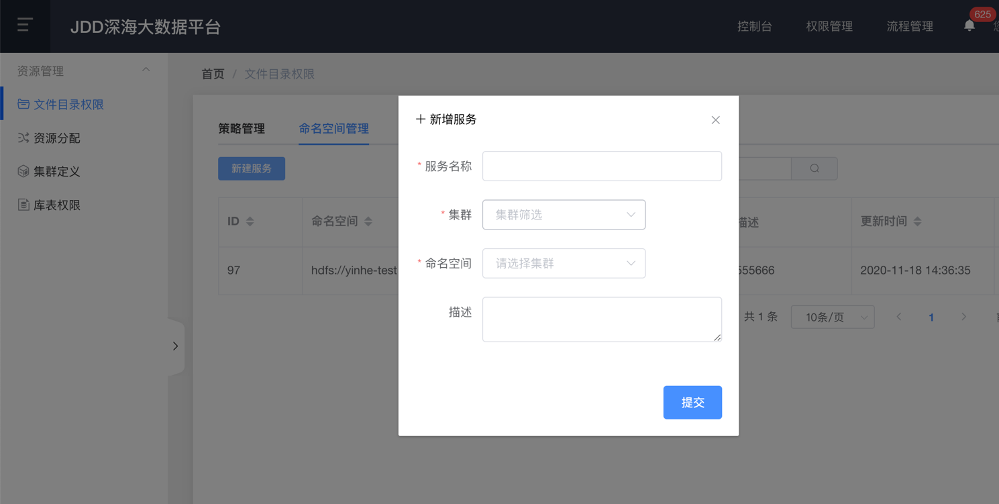 JDD深海大数据平台
控制台
权限管理
流程管理
625
资源管理
文件目录权限
资源分配
集群定义
库表权限
首页 / 文件目录权限
策略管理
命名空间管理
新建服务
ID
命名空间
描述
更新时间
97
hdfs://yinhe-test
555666
2020-11-18 14:36:35
共 1 条
10条/页
1
+ 新增服务
* 服务名称
* 集群
集群筛选
* 命名空间
请选择集群
描述
提交